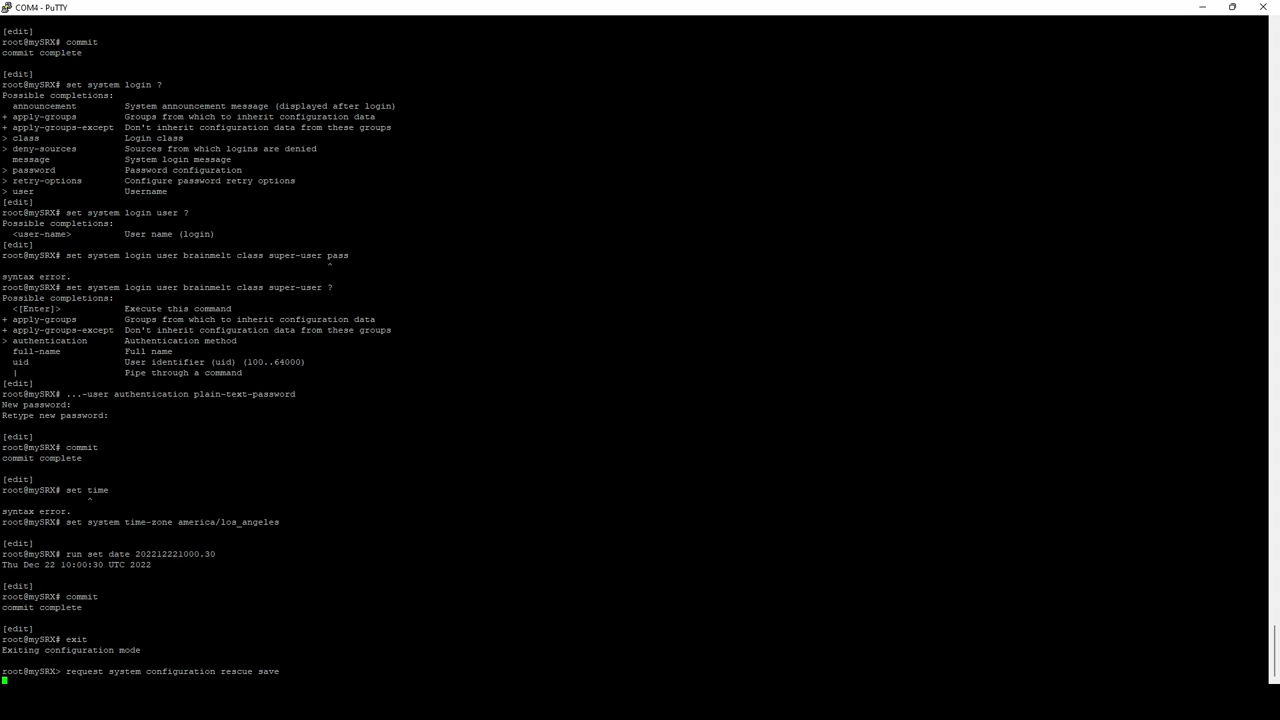 COM4 - PuTTY
[edit]
root@mySRX# commit
commit complete
[edit]
root@mySRX# set system login ?
Possible completions:
  announcement         System announcement message (displayed after login)
+ apply-groups         Groups from which to inherit configuration data
+ apply-groups-except  Don't inherit configuration data from these groups
> class                Login class
> deny-sources         Sources from which logins are denied
  message              System login message
> password             Password configuration
> retry-options        Configure password retry options
> user                 Username
[edit]
root@mySRX# set system login user ?
Possible completions:
  <user-name>          User name (login)
[edit]
root@mySRX# set system login user brainmelt class super-user pass
                                                             ^
syntax error.
root@mySRX# set system login user brainmelt class super-user ?
Possible completions:
  <[Enter]>            Execute this command
+ apply-groups         Groups from which to inherit configuration data
+ apply-groups-except  Don't inherit configuration data from these groups
> authentication       Authentication method
  full-name            Full name
  uid                  User identifier (uid) (100..64000)
  |                    Pipe through a command
[edit]
root@mySRX# ...-user authentication plain-text-password
New password:
Retype new password:
[edit]
root@mySRX# commit
commit complete
[edit]
root@mySRX# set time
                ^
syntax error.
root@mySRX# set system time-zone america/los_angeles
[edit]
root@mySRX# run set date 202212221000.30
Thu Dec 22 10:00:30 UTC 2022
[edit]
root@mySRX# commit
commit complete
[edit]
root@mySRX# exit
Exiting configuration mode
root@mySRX> request system configuration rescue save